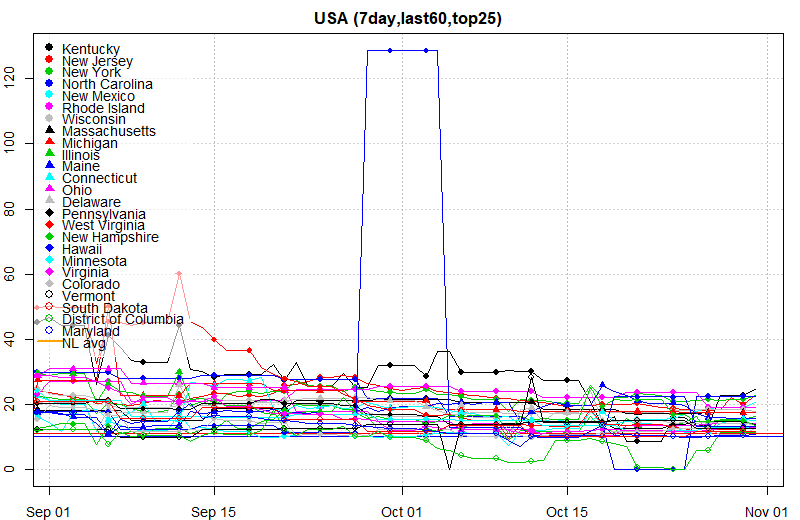 USA (7day,last60,top25)
Kentucky
New Jersey
New York
North Carolina
New Mexico
Rhode Island
Wisconsin
Massachusetts
Michigan
Illinois
Maine
Connecticut
Ohio
Delaware
Pennsylvania
West Virginia
New Hampshire
Hawaii
Minnesota
Virginia
Colorado
Vermont
South Dakota
District of Columbia
Maryland
NL avg
120
100
80
60
40
20
0
Sep 01 Sep 15 Oct 01 Oct 15 Nov 01